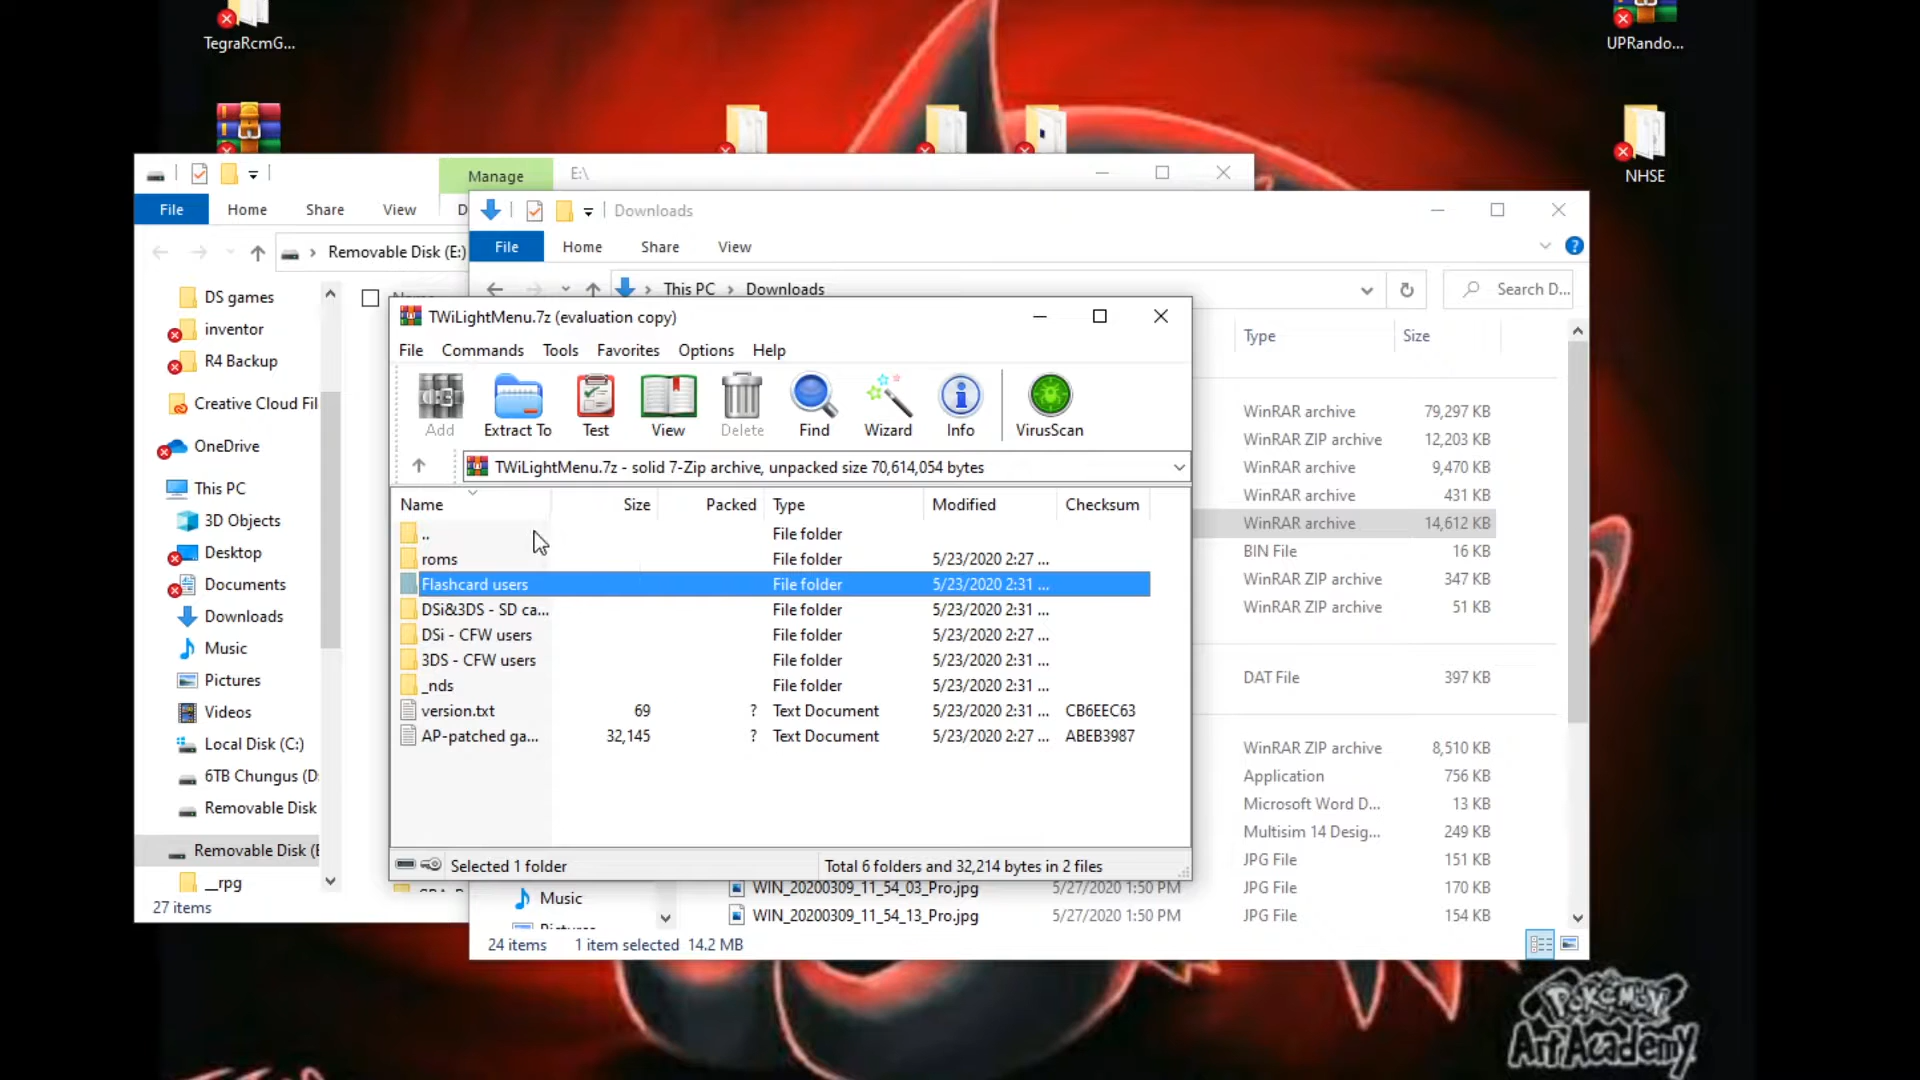 TegraRcmG...
UPRando...
NHSE
Manage
E:\
File
Home
Share
View
Removable Disk (E:)
DS games
inventor
R4 Backup
Creative Cloud Fil
OneDrive
This PC
3D Objects
Desktop
Documents
Downloads
Music
Pictures
Videos
Local Disk (C:)
6TB Chungus (D:
Removable Disk
Removable Disk (E
__rpg
27 items
Downloads
File
Home
Share
View
This PC
Downloads
Search D...
Type
Size
WinRAR archive 79,297 KB
WinRAR ZIP archive 12,203 KB
WinRAR archive 9,470 KB
WinRAR archive 431 KB
WinRAR archive 14,612 KB
BIN File 16 KB
WinRAR ZIP archive 347 KB
WinRAR ZIP archive 51 KB
DAT File 397 KB
WinRAR ZIP archive 8,510 KB
Application 756 KB
Microsoft Word D... 13 KB
Multisim 14 Desig... 249 KB
JPG File 151 KB
WIN_20200309_11_54_03_Pro.jpg 5/27/2020 1:50 PM JPG File 170 KB
WIN_20200309_11_54_13_Pro.jpg 5/27/2020 1:50 PM JPG File 154 KB
Music
24 items 1 item selected 14.2 MB
TWiLightMenu.7z (evaluation copy)
File Commands Tools Favorites Options Help
Add Extract To Test View Delete Find Wizard Info VirusScan
TWiLightMenu.7z - solid 7-Zip archive, unpacked size 70,614,054 bytes
Name Size Packed Type Modified Checksum
.. File folder
roms File folder 5/23/2020 2:27 ...
Flashcard users File folder 5/23/2020 2:31 ...
DSi&3DS - SD ca... File folder 5/23/2020 2:31 ...
DSi - CFW users File folder 5/23/2020 2:27 ...
3DS - CFW users File folder 5/23/2020 2:31 ...
_nds File folder 5/23/2020 2:31 ...
version.txt 69 ? Text Document 5/23/2020 2:31 ... CB6EEC63
AP-patched ga... 32,145 ? Text Document 5/23/2020 2:27 ... ABEB3987
Selected 1 folder
Total 6 folders and 32,214 bytes in 2 files
POKéMON
Art Academy